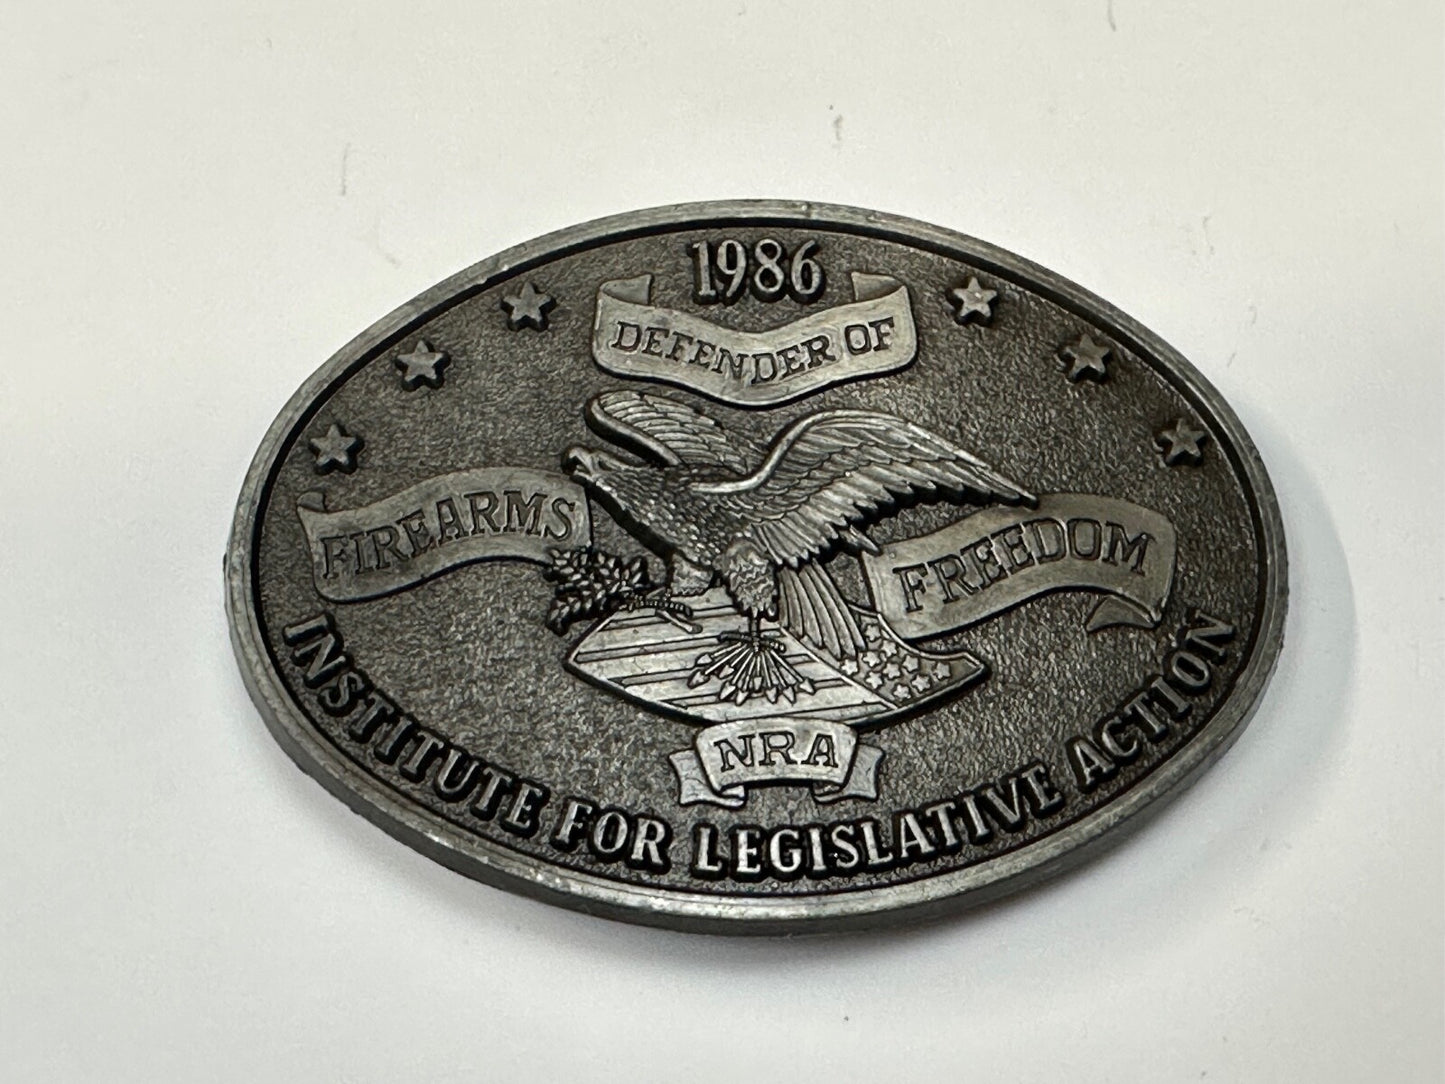 1986
DEFENDER OF
FIREARMS
FREEDOM
NRA
INSTITUTE FOR LEGISLATIVE ACTION